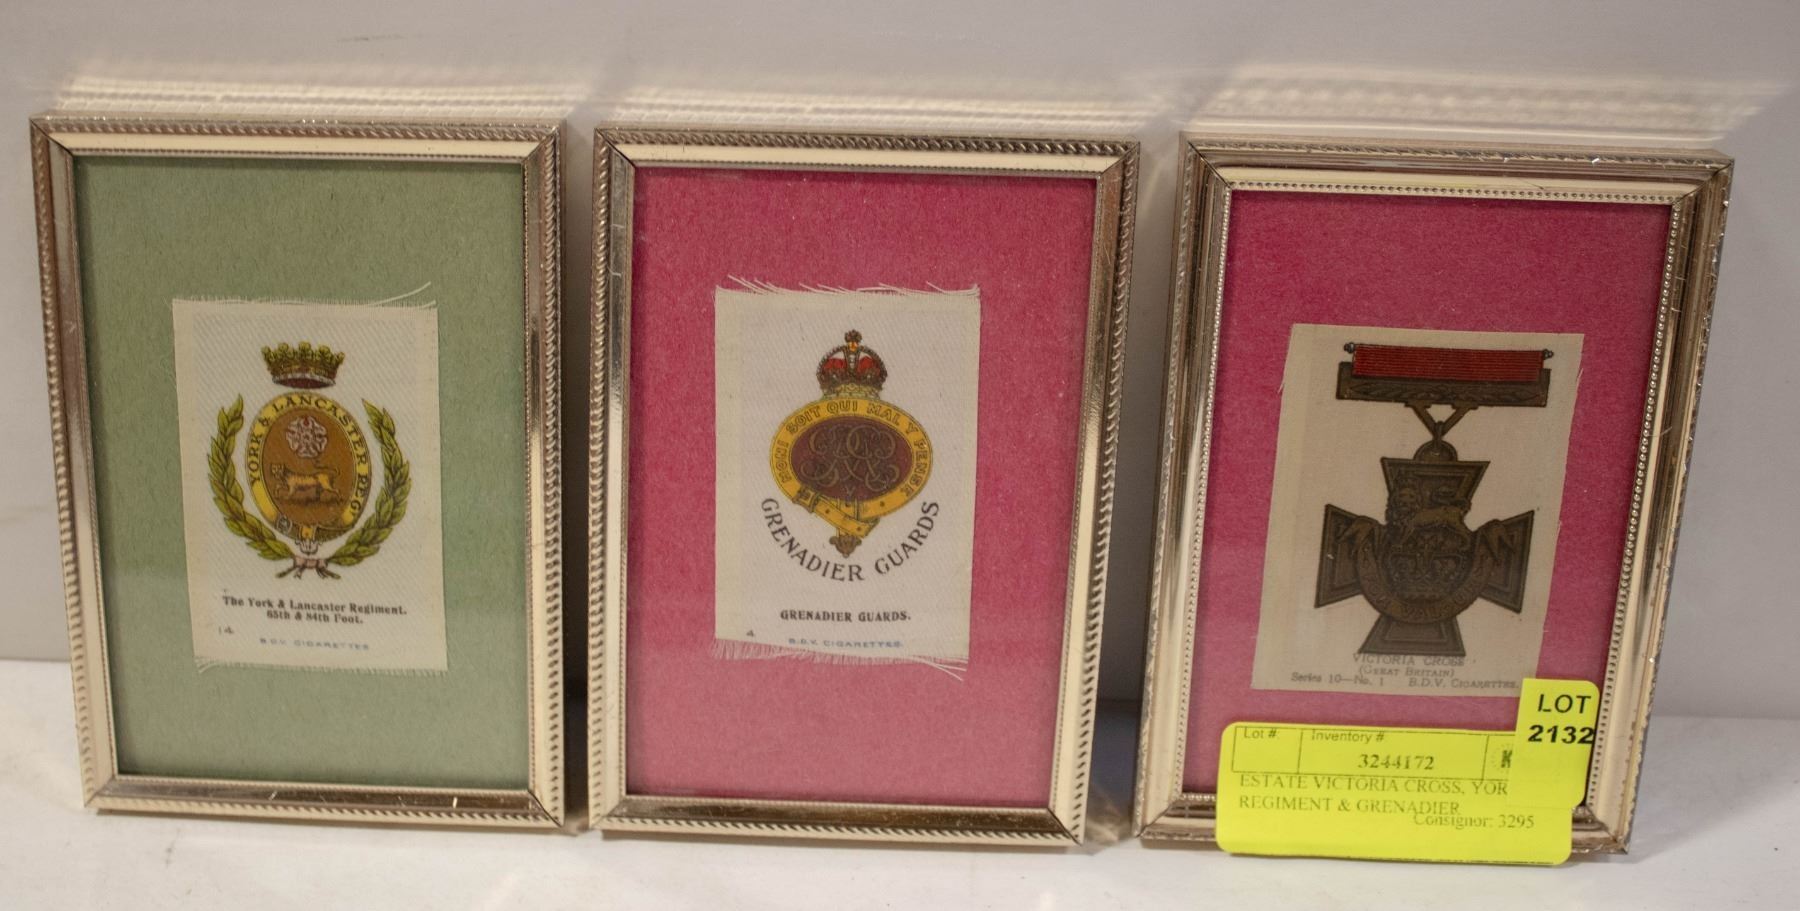 YORK & LANCASTER REGT
The York & Lancaster Regiment.
65th & 84th Foot.
14
B.D.V. CIGARETTES
HONI SOIT QUI MAL Y PENSE
GRENADIER GUARDS
GRENADIER GUARDS.
4
B.D.V. CIGARETTES.
VICTORIA CROSS
(GREAT BRITAIN)
Series 10—No. 1 B.D.V. CIGARETTES.
LOT
2132
Lot # Inventory #
3244172 K
ESTATE VICTORIA CROSS, YOR
REGIMENT & GRENADIER
Consignor: 3295